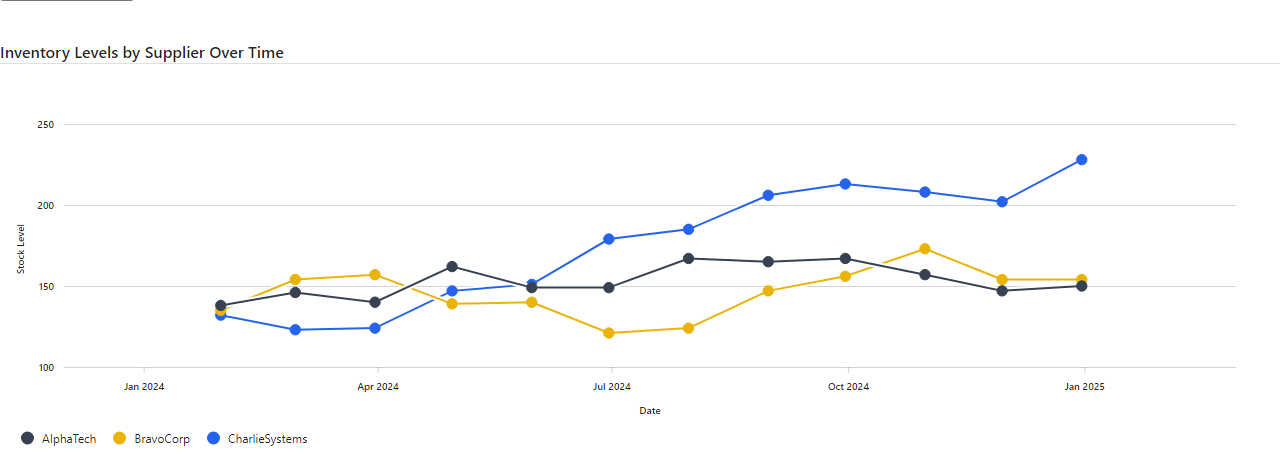 Inventory Levels by Supplier Over Time
250
200
150
100
Stock Level
Jan 2024 Apr 2024 Jul 2024 Oct 2024 Jan 2025
Date
AlphaTech BravoCorp CharlieSystems